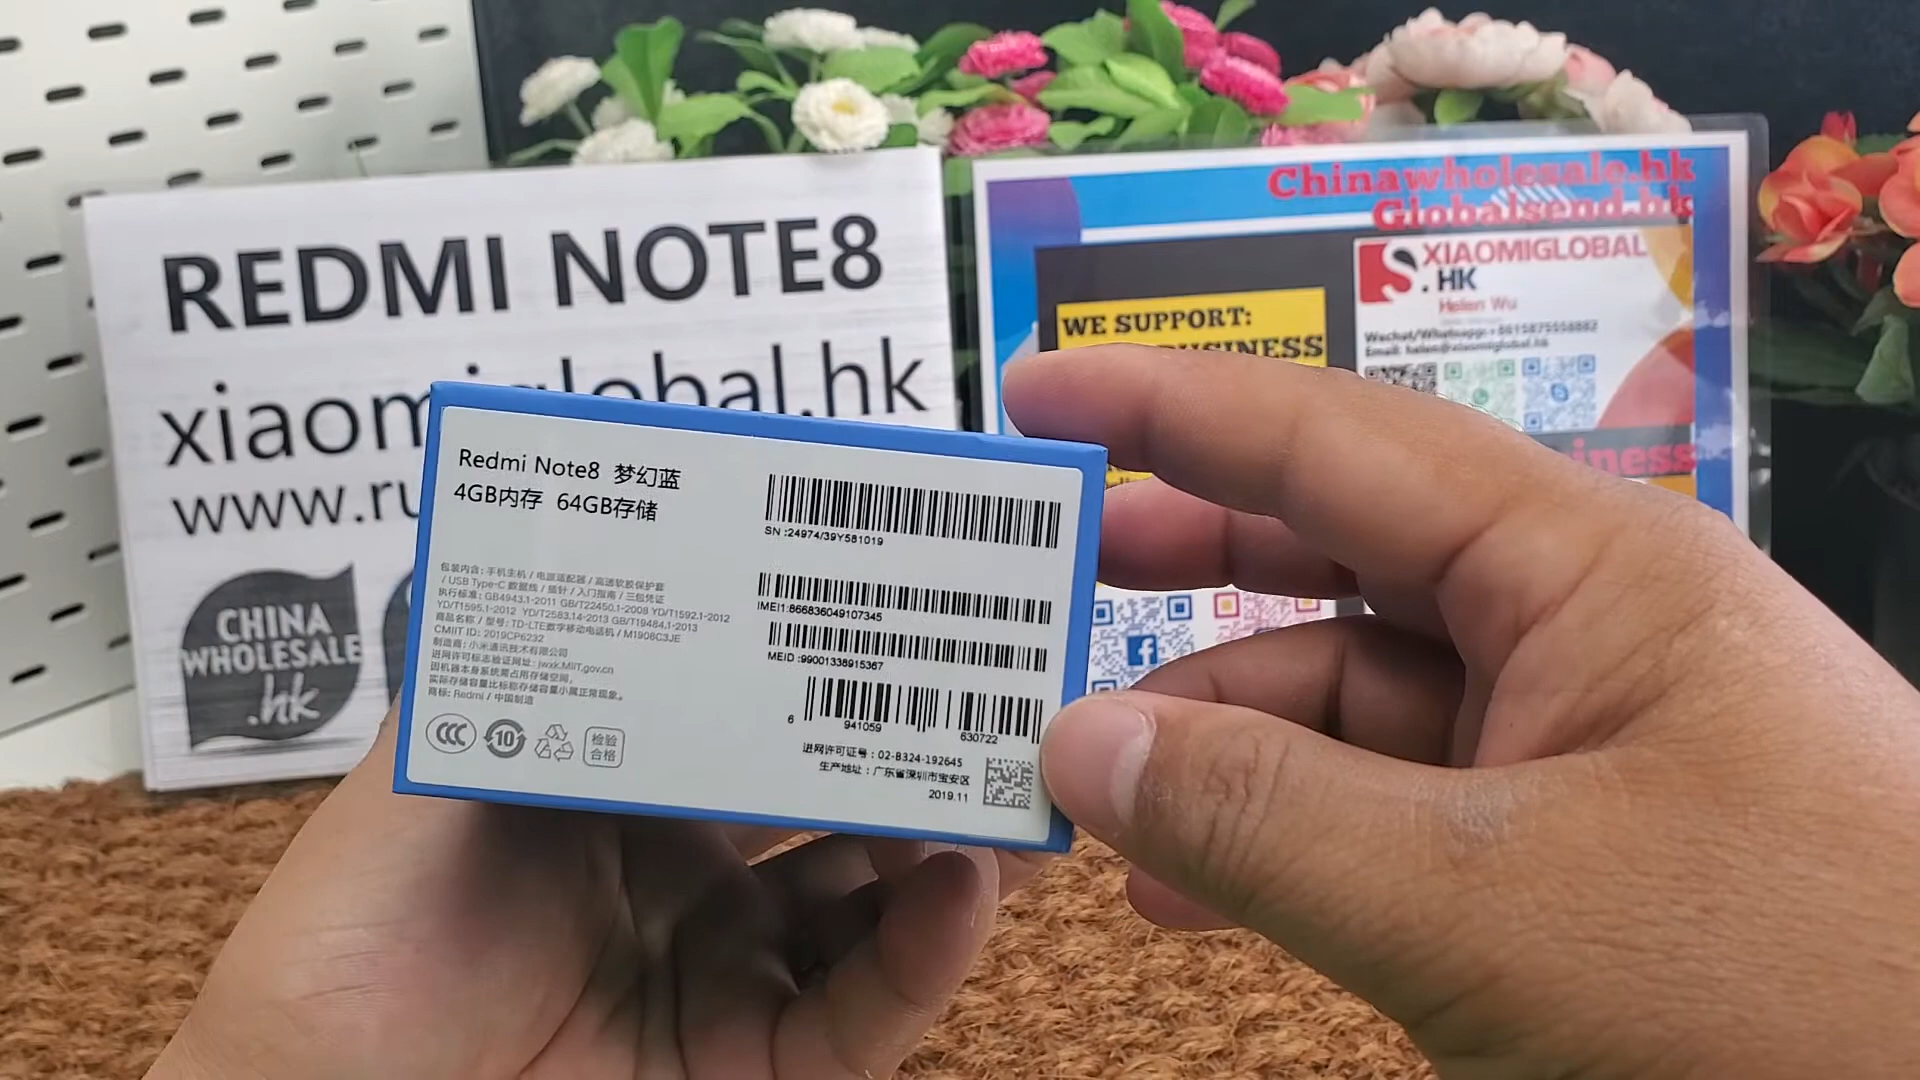 REDMI NOTE8
xiaomiglobal.hk
www.ru
CHINA
WHOLESALE
.hk
Chinawholesale.hk
Globalsend.hk
XIAOMIGLOBAL
.HK
Helen Wu
Wechat/Whatsapp:+8615875558882
Email: helen@xiaomiglobal.hk
WE SUPPORT:
BUSINESS
iness
Redmi Note8 梦幻蓝
4GB内存 64GB存储
包装内含: 手机主机 / 电源适配器 / 高透软胶保护套
/ USB Type-C 数据线 / 插针 / 入门指南 / 三包凭证
执行标准: GB4943.1-2011 GB/T22450.1-2008 YD/T1592.1-2012
YD/T1595.1-2012 YD/T2583.14-2013 GB/T19484.1-2013
商品名称 / 型号: TD-LTE数字移动电话机 / M1908C3JE
CMIIT ID: 2019CP6232
制造商: 小米通讯技术有限公司
进网许可标志验证网址: jwxk.MIIT.gov.cn
因机器本身系统需占用存储空间,
实际存储容量比标称存储容量小属正常现象。
商标: Redmi / 中国制造
CCC
10
检验
合格
SN :24974/39Y581019
IMEI1:866836049107345
MEID :99001338915367
6 941059 630722
进网许可证号: 02-B324-192645
生产地址: 广东省深圳市宝安区
2019.11